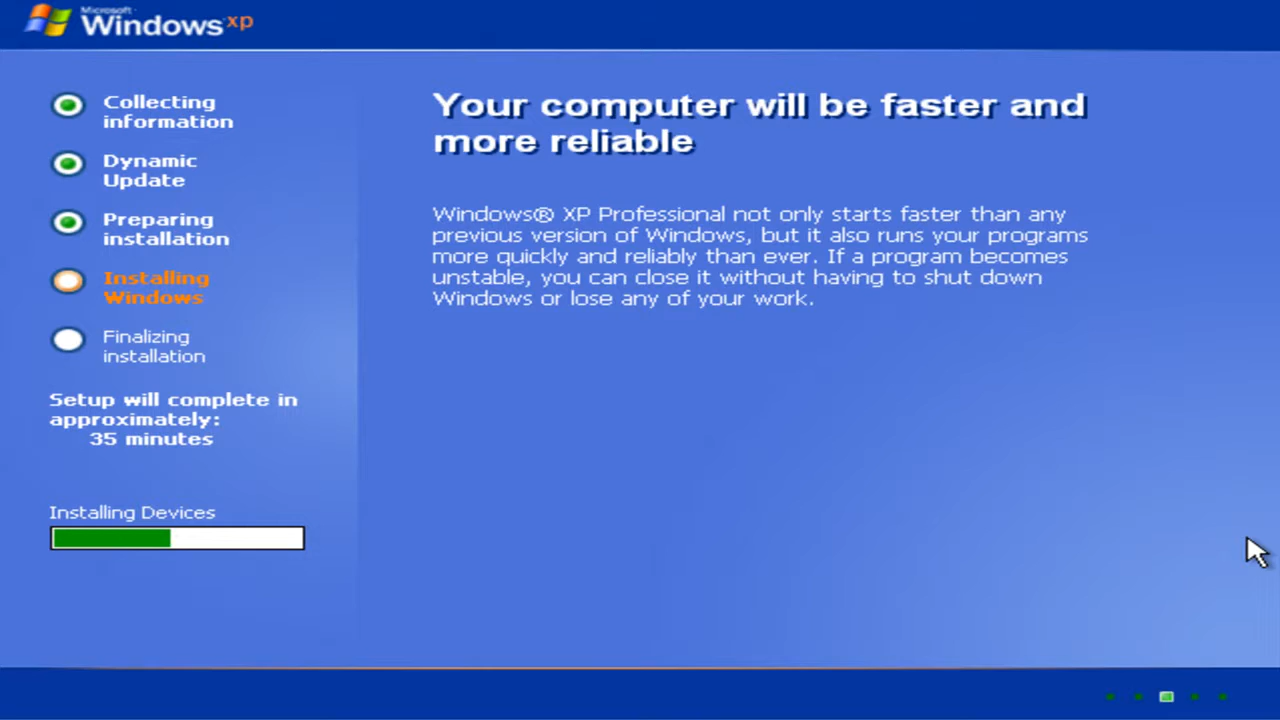 Microsoft
Windows xp
Collecting
information
Dynamic
Update
Preparing
installation
Installing
Windows
Finalizing
installation
Setup will complete in
approximately:
35 minutes
Installing Devices
Your computer will be faster and
more reliable
Windows® XP Professional not only starts faster than any
previous version of Windows, but it also runs your programs
more quickly and reliably than ever. If a program becomes
unstable, you can close it without having to shut down
Windows or lose any of your work.